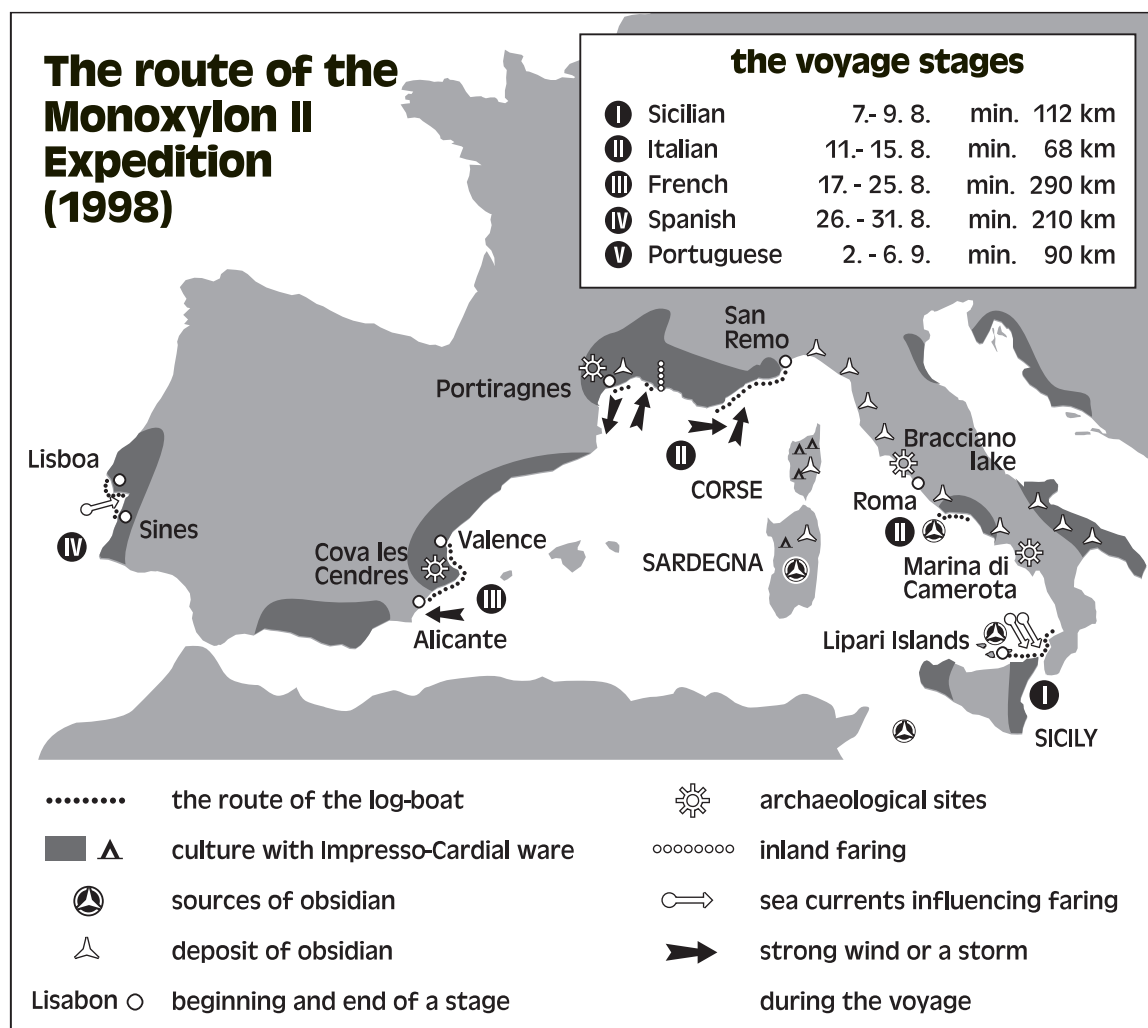 The route of the
Monoxylon II
Expedition
(1998)
the voyage stages
I Sicilian 7.- 9. 8. min. 112 km
II Italian 11.- 15. 8. min. 68 km
III French 17. - 25. 8. min. 290 km
IV Spanish 26. - 31. 8. min. 210 km
V Portuguese 2. - 6. 9. min. 90 km
San
Remo
Portiragnes
Bracciano
lake
Lisboa
II
CORSE
Roma
Sines
IV
Valence
II
Cova les
Cendres
SARDEGNA
Marina di
Camerota
III
Alicante
Lipari Islands
I
SICILY
the route of the log-boat
archaeological sites
culture with Impresso-Cardial ware
inland faring
sources of obsidian
sea currents influencing faring
deposit of obsidian
strong wind or a storm
Lisabon beginning and end of a stage
during the voyage